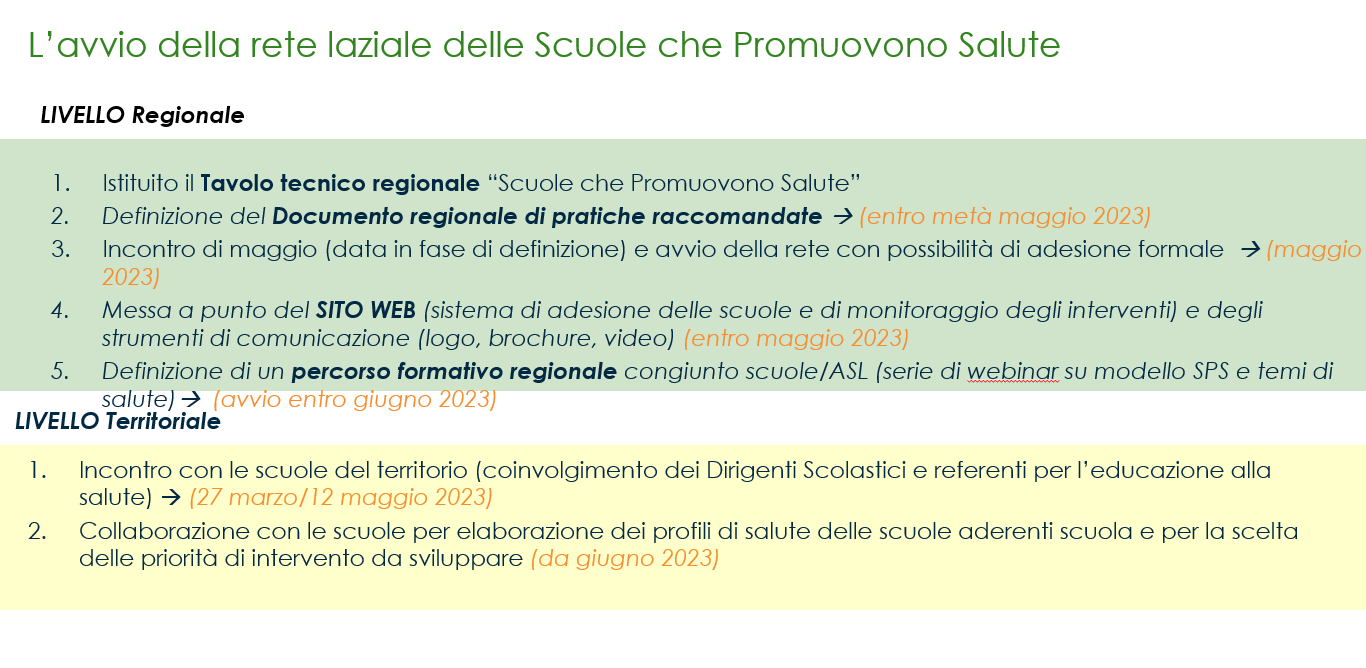 L’avvio della rete laziale delle Scuole che Promuovono Salute
LIVELLO Regionale
1. Istituito il Tavolo tecnico regionale “Scuole che Promuovono Salute”
2. Definizione del Documento regionale di pratiche raccomandate → (entro metà maggio 2023)
3. Incontro di maggio (data in fase di definizione) e avvio della rete con possibilità di adesione formale → (maggio
2023)
4. Messa a punto del SITO WEB (sistema di adesione delle scuole e di monitoraggio degli interventi) e degli
strumenti di comunicazione (logo, brochure, video) (entro maggio 2023)
5. Definizione di un percorso formativo regionale congiunto scuole/ASL (serie di webinar su modello SPS e temi di
salute) → (avvio entro giugno 2023)
LIVELLO Territoriale
1. Incontro con le scuole del territorio (coinvolgimento dei Dirigenti Scolastici e referenti per l’educazione alla
salute) → (27 marzo/12 maggio 2023)
2. Collaborazione con le scuole per elaborazione dei profili di salute delle scuole aderenti scuola e per la scelta
delle priorità di intervento da sviluppare (da giugno 2023)